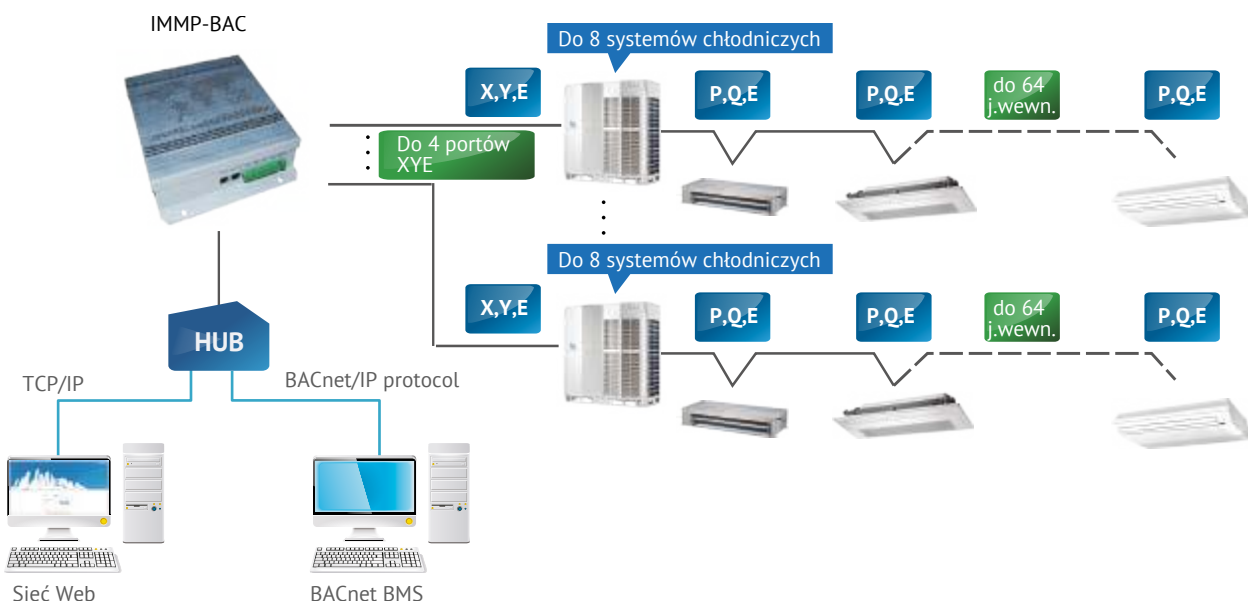 IMMP-BAC
Do 8 systemów chłodniczych
X,Y,E
P,Q,E
P,Q,E
do 64
j.wewn.
P,Q,E
Do 4 portów
XYE
Do 8 systemów chłodniczych
X,Y,E
P,Q,E
P,Q,E
do 64
j.wewn.
P,Q,E
HUB
TCP/IP
BACnet/IP protocol
Sieć Web
BACnet BMS